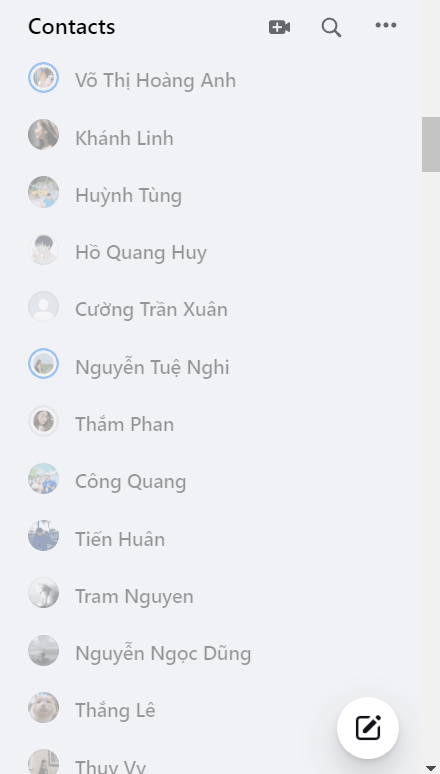 Contacts
Võ Thị Hoàng Anh
Khánh Linh
Huỳnh Tùng
Hồ Quang Huy
Cường Trần Xuân
Nguyễn Tuệ Nghi
Thắm Phan
Công Quang
Tiến Huân
Tram Nguyen
Nguyễn Ngọc Dũng
Thắng Lê
Thuy Vy